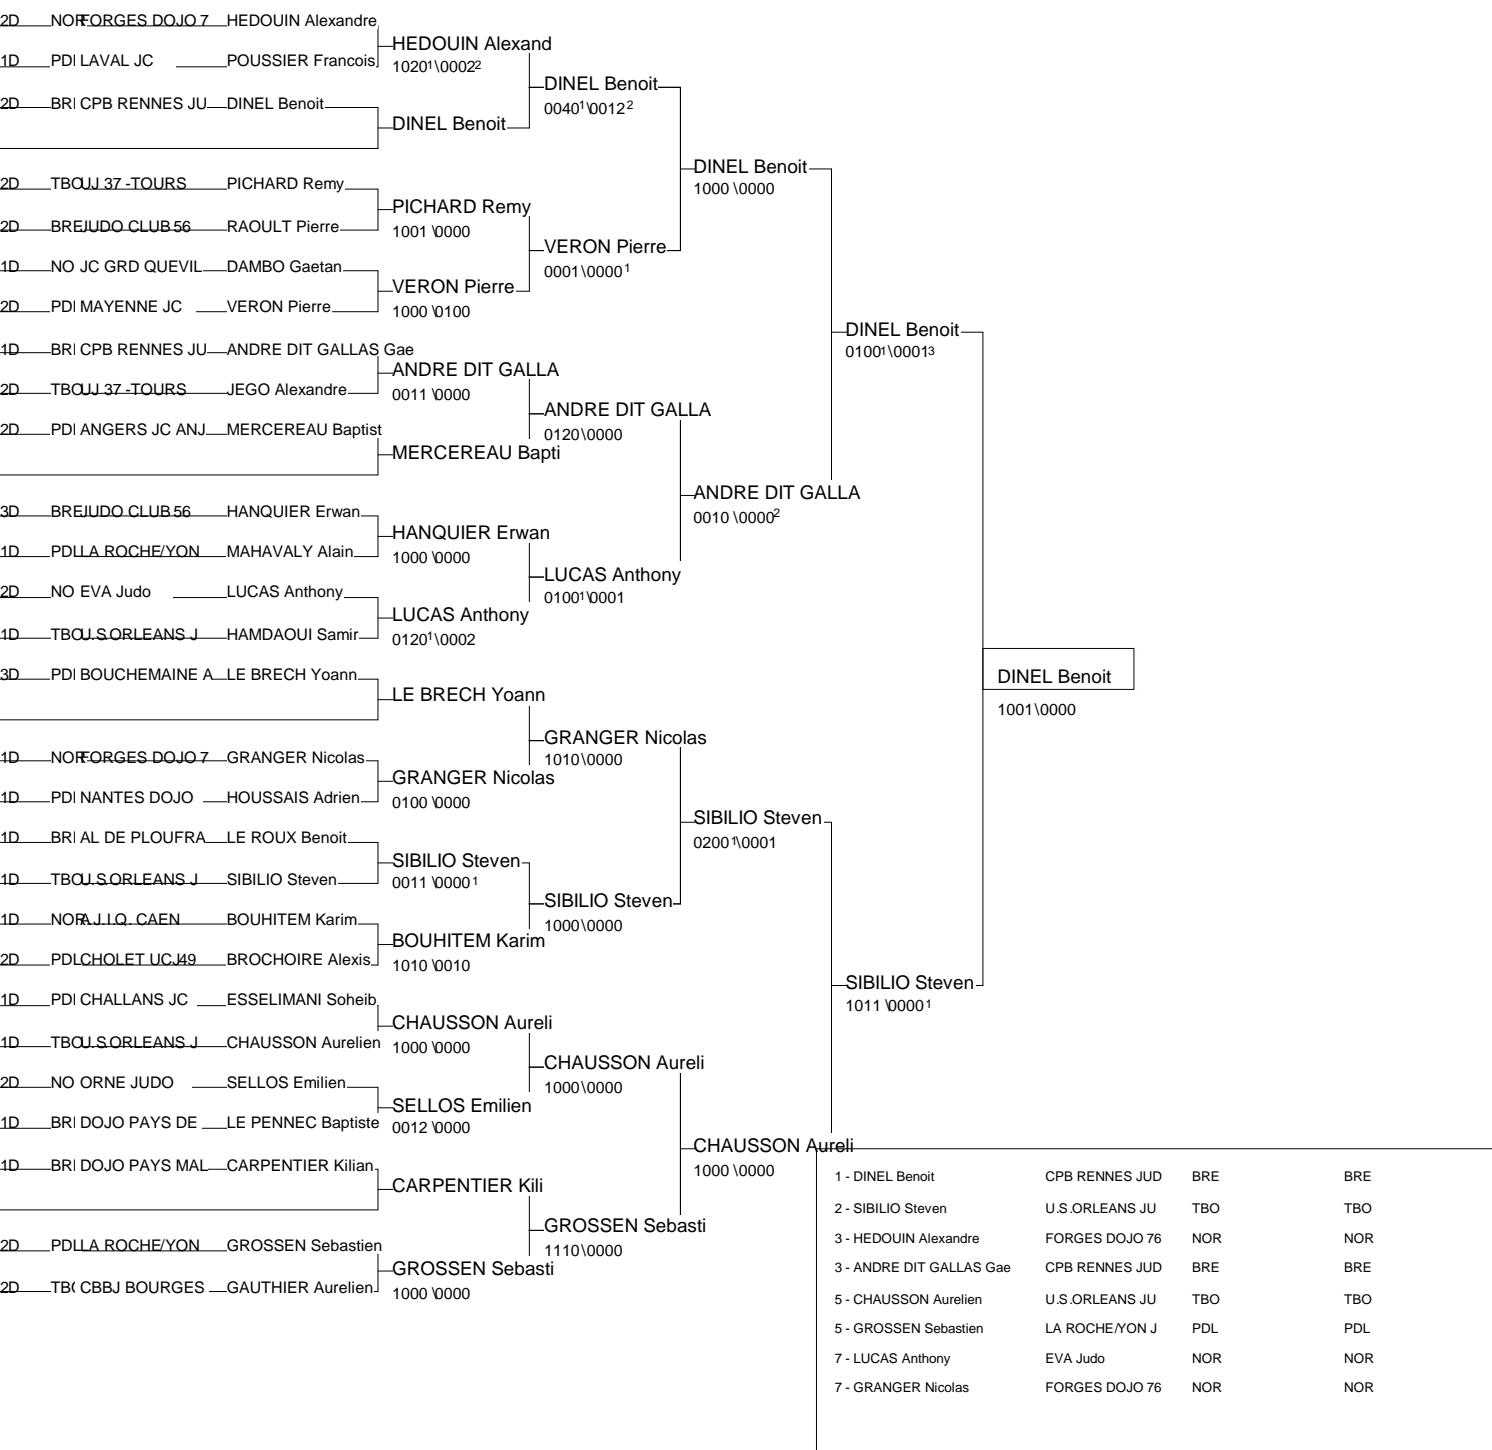 2D NOR FORGES DOJO 7 HEDOUIN Alexandre
HEDOUIN Alexand
1D PDL LAVAL JC POUSSIER Francois
1020¹\0002²
DINEL Benoit
2D BRI CPB RENNES JU DINEL Benoit
0040¹\0012²
DINEL Benoit
DINEL Benoit
2D TBO UJ 37 -TOURS PICHARD Remy
1000 \0000
PICHARD Remy
2D BRE JUDO CLUB 56 RAOULT Pierre
1001 \0000
VERON Pierre
1D NO JC GRD QUEVIL DAMBO Gaetan
0001\0000¹
VERON Pierre
2D PDI MAYENNE JC VERON Pierre
1000 \0100
DINEL Benoit
1D BRI CPB RENNES JU ANDRE DIT GALLAS Gae
0100¹\0001³
ANDRE DIT GALLA
2D TBO UJ 37 -TOURS JEGO Alexandre
0011 \0000
ANDRE DIT GALLA
2D PDI ANGERS JC ANJ MERCEREAU Baptist
0120\0000
MERCEREAU Bapti
ANDRE DIT GALLA
3D BRE JUDO CLUB 56 HANQUIER Erwan
0010 \0000²
HANQUIER Erwan
1D PDL LA ROCHE/YON MAHAVALY Alain
1000 \0000
LUCAS Anthony
2D NO EVA Judo LUCAS Anthony
0100¹\0001
LUCAS Anthony
1D TBO U.S.ORLEANS J HAMDAOUI Samir
0120¹\0002
3D PDI BOUCHEMAINE A LE BRECH Yoann
DINEL Benoit
LE BRECH Yoann
1001\0000
GRANGER Nicolas
1D NOR FORGES DOJO 7 GRANGER Nicolas
1010\0000
GRANGER Nicolas
1D PDI NANTES DOJO HOUSSAIS Adrien
0100 \0000
SIBILIO Steven
1D BRI AL DE PLOUFRA LE ROUX Benoit
0200¹\0001
SIBILIO Steven
1D TBO U.S.ORLEANS J SIBILIO Steven
0011 \0000¹
SIBILIO Steven
1D NOR A.J.I.Q. CAEN BOUHITEM Karim
1000\0000
BOUHITEM Karim
2D PDL CHOLET UCJ49 BROCHOIRE Alexis
1010 \0010
SIBILIO Steven
1D PDI CHALLANS JC ESSELIMANI Soheib
1011 \0000¹
CHAUSSON Aureli
1D TBO U.S.ORLEANS J CHAUSSON Aurelien
1000 \0000
CHAUSSON Aureli
2D NO ORNE JUDO SELLOS Emilien
1000\0000
SELLOS Emilien
1D BRI DOJO PAYS DE LE PENNEC Baptiste
0012 \0000
CHAUSSON Aureli
1D BRI DOJO PAYS MAL CARPENTIER Kilian
1000 \0000
CARPENTIER Kili
GROSSEN Sebasti
2D PDL LA ROCHE/YON GROSSEN Sebastien
1110\0000
GROSSEN Sebasti
2D TB( CBBJ BOURGES GAUTHIER Aurelien
1000 \0000
1 - DINEL Benoit CPB RENNES JUD BRE BRE
2 - SIBILIO Steven U.S.ORLEANS JU TBO TBO
3 - HEDOUIN Alexandre FORGES DOJO 76 NOR NOR
3 - ANDRE DIT GALLAS Gae CPB RENNES JUD BRE BRE
5 - CHAUSSON Aurelien U.S.ORLEANS JU TBO TBO
5 - GROSSEN Sebastien LA ROCHE/YON J PDL PDL
7 - LUCAS Anthony EVA Judo NOR NOR
7 - GRANGER Nicolas FORGES DOJO 76 NOR NOR